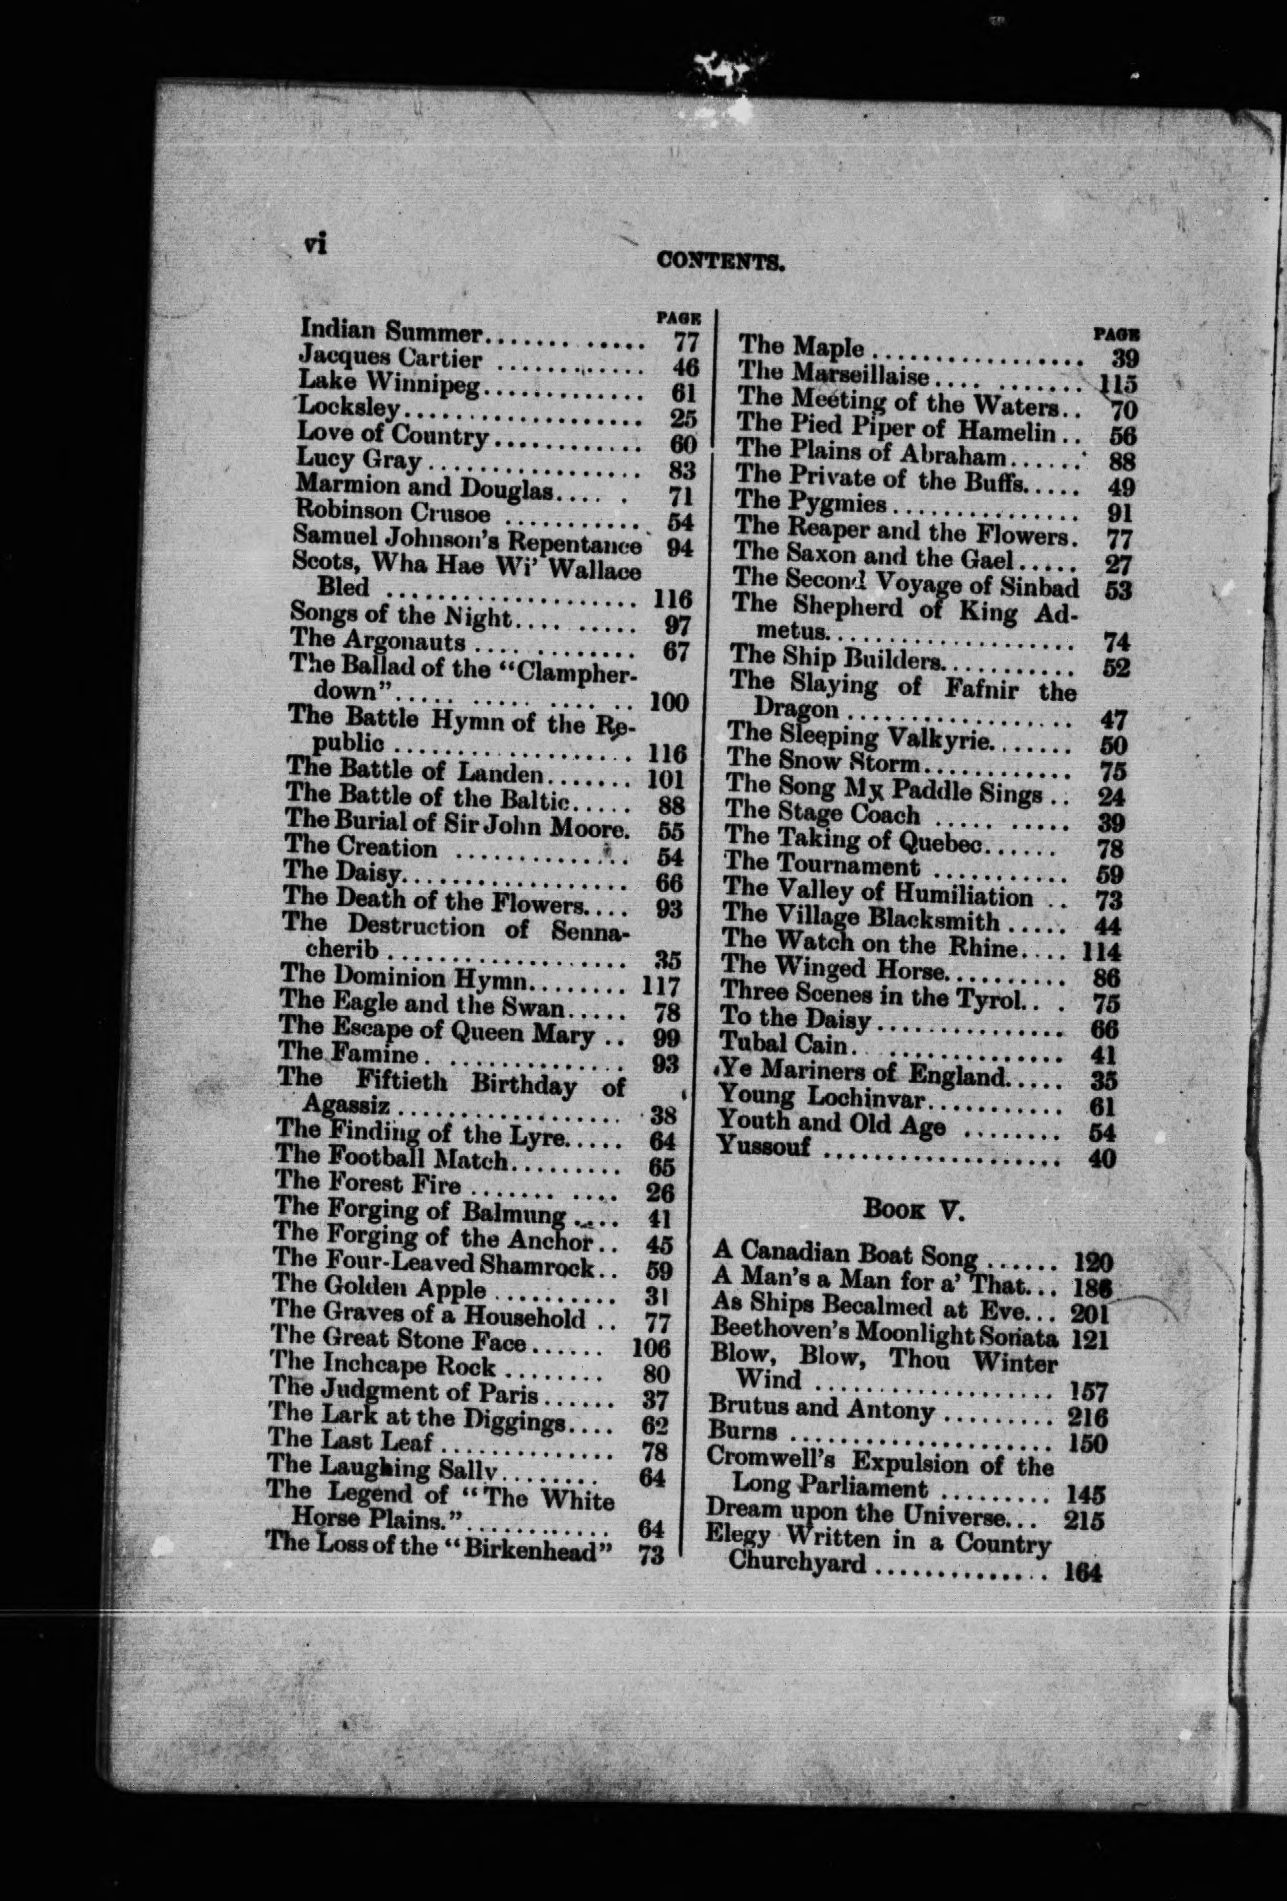 vi
CONTENTS.
PAGE
Indian Summer............. 77
Jacques Cartier ............ 46
Lake Winnipeg............. 61
Locksley................... 25
Love of Country............ 60
Lucy Gray................. 83
Marmion and Douglas..... 71
Robinson Crusoe ........... 54
Samuel Johnson's Repentance 94
Scots, Wha Hae Wi' Wallace
Bled .................... 116
Songs of the Night......... 97
The Argonauts ............. 67
The Ballad of the "Clampher-
down"................. 100
The Battle Hymn of the Re-
public ................... 116
The Battle of Landen....... 101
The Battle of the Baltic..... 88
The Burial of Sir John Moore. 55
The Creation .............. 54
The Daisy.................. 66
The Death of the Flowers.... 93
The Destruction of Senna-
cherib ................... 35
The Dominion Hymn........ 117
The Eagle and the Swan..... 78
The Escape of Queen Mary .. 99
The Famine ............... 93
The Fiftieth Birthday of
Agassiz .................. 38
The Finding of the Lyre..... 64
The Football Match......... 65
The Forest Fire ........... 26
The Forging of Balmung .... 41
The Forging of the Anchor.. 45
The Four-Leaved Shamrock.. 59
The Golden Apple .......... 31
The Graves of a Household .. 77
The Great Stone Face...... 106
The Inchcape Rock ........ 80
The Judgment of Paris ...... 37
The Lark at the Diggings.... 62
The Last Leaf .............. 78
The Laughing Sally........ 64
The Legend of "The White
Horse Plains."............ 64
The Loss of the "Birkenhead" 73
PAGE
The Maple ................. 39
The Marseillaise........... 115
The Meeting of the Waters.. 70
The Pied Piper of Hamelin.. 56
The Plains of Abraham...... 88
The Private of the Buffs..... 49
The Pygmies ............... 91
The Reaper and the Flowers. 77
The Saxon and the Gael..... 27
The Second Voyage of Sinbad 53
The Shepherd of King Ad-
metus.................... 74
The Ship Builders........... 52
The Slaying of Fafnir the
Dragon .................. 47
The Sleeping Valkyrie....... 50
The Snow Storm............ 75
The Song My Paddle Sings .. 24
The Stage Coach .......... 39
The Taking of Quebec...... 78
The Tournament ........... 59
The Valley of Humiliation .. 73
The Village Blacksmith ..... 44
The Watch on the Rhine.... 114
The Winged Horse.......... 86
Three Scenes in the Tyrol... 75
To the Daisy............... 66
Tubal Cain................ 41
Ye Mariners of England..... 35
Young Lochinvar........... 61
Youth and Old Age ........ 54
Yussouf ................... 40
BOOK V.
A Canadian Boat Song ...... 120
A Man's a Man for a' That...
As Ships Becalmed at Eve... 201
Beethoven's Moonlight Sonata 121
Blow, Blow, Thou Winter
Wind ................... 157
Brutus and Antony ......... 216
Burns ..................... 150
Cromwell's Expulsion of the
Long Parliament ......... 145
Dream upon the Universe... 215
Elegy Written in a Country
Churchyard .............. 164